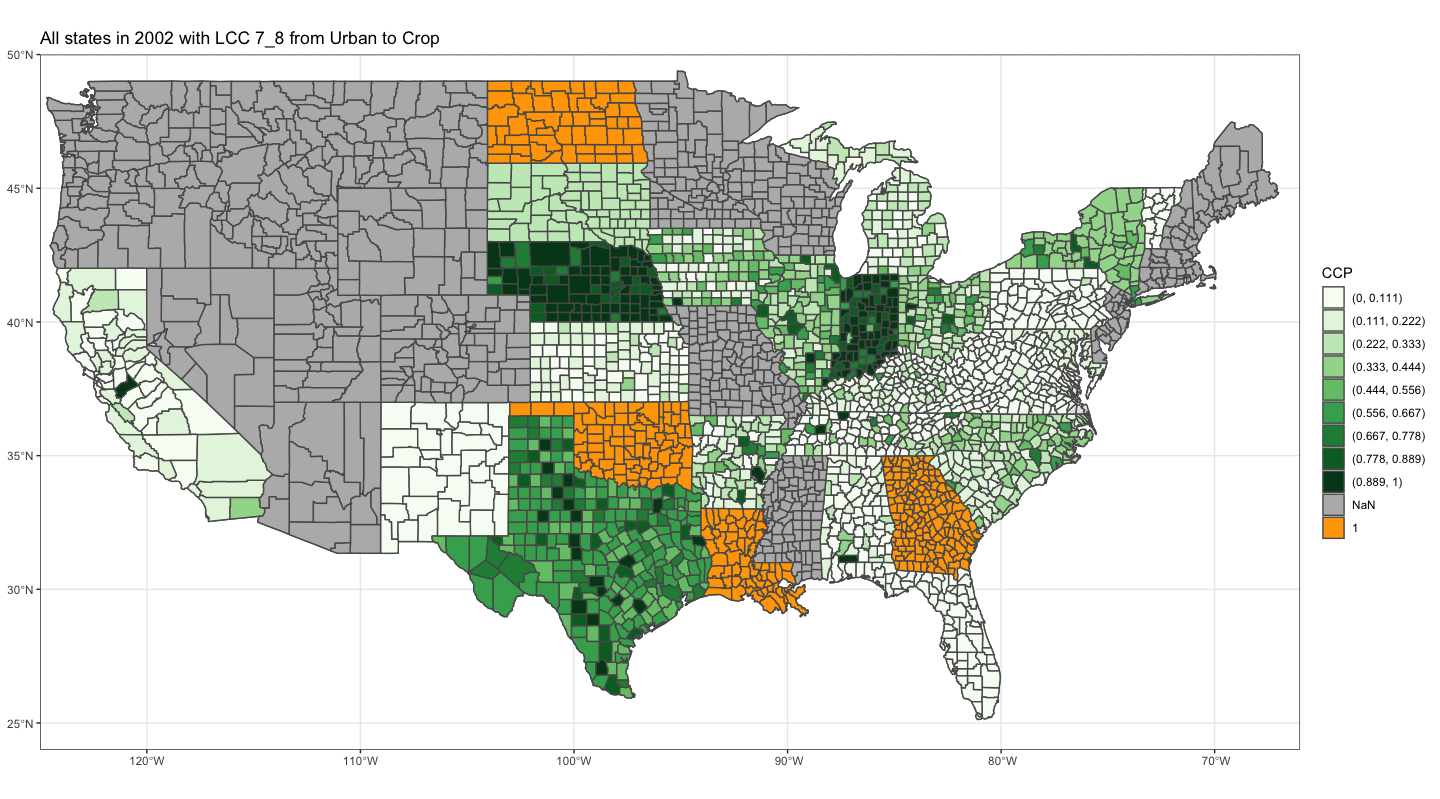 All states in 2002 with LCC 7_8 from Urban to Crop
50°N
45°N
40°N
35°N
30°N
25°N
120°W
110°W
100°W
90°W
80°W
70°W
CCP
(0, 0.111)
(0.111, 0.222)
(0.222, 0.333)
(0.333, 0.444)
(0.444, 0.556)
(0.556, 0.667)
(0.667, 0.778)
(0.778, 0.889)
(0.889, 1)
NaN
1